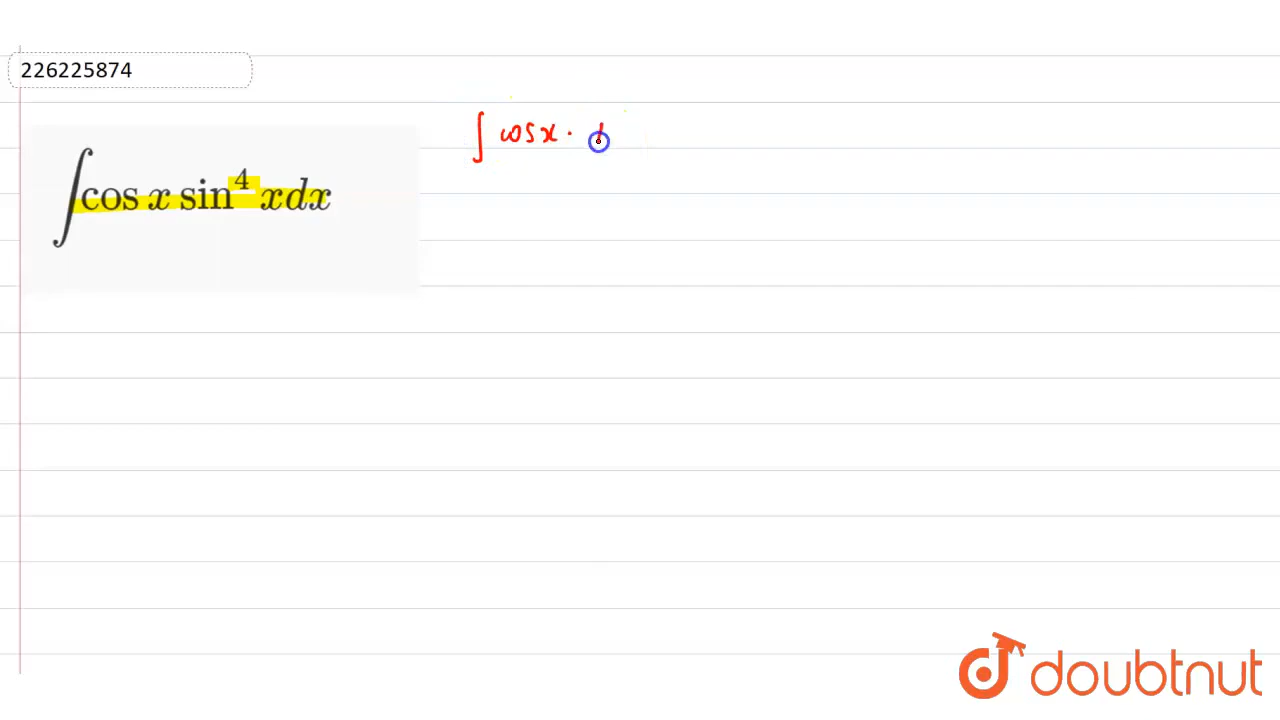 226225874
∫cos x sin⁴ xdx
∫ cos x ·
doubtnut